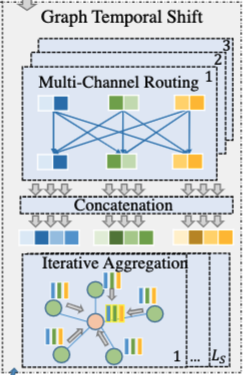 Graph Temporal Shift
3
2
1
Multi-Channel Routing
Concatenation
Iterative Aggregation
1 ... L_S